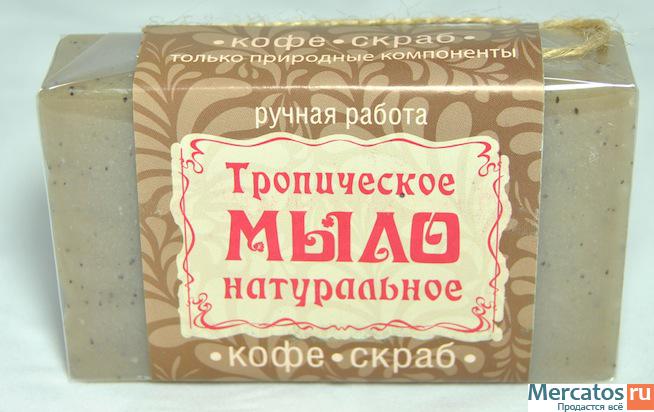 •кофе•скраб•
только природные компоненты
ручная работа
Тропическое
МЫЛО
натуральное
•кофе•скраб•
Mercatos.ru
Продастся всё